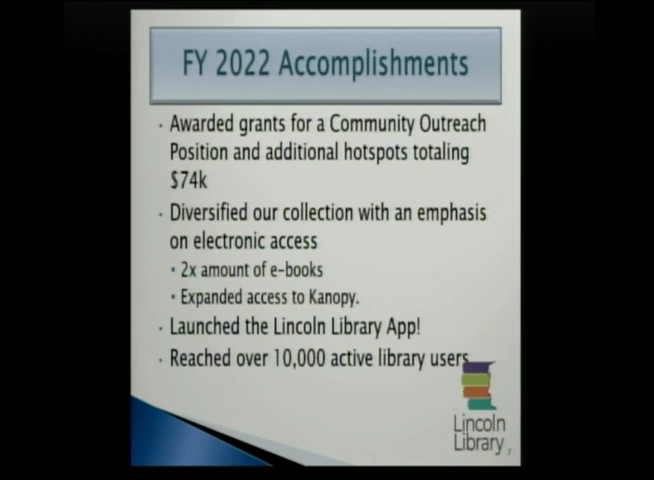 FY 2022 Accomplishments
· Awarded grants for a Community Outreach
Position and additional hotspots totaling
$74k
· Diversified our collection with an emphasis
on electronic access
• 2x amount of e-books
• Expanded access to Kanopy.
· Launched the Lincoln Library App!
· Reached over 10,000 active library users
Lincoln
Library